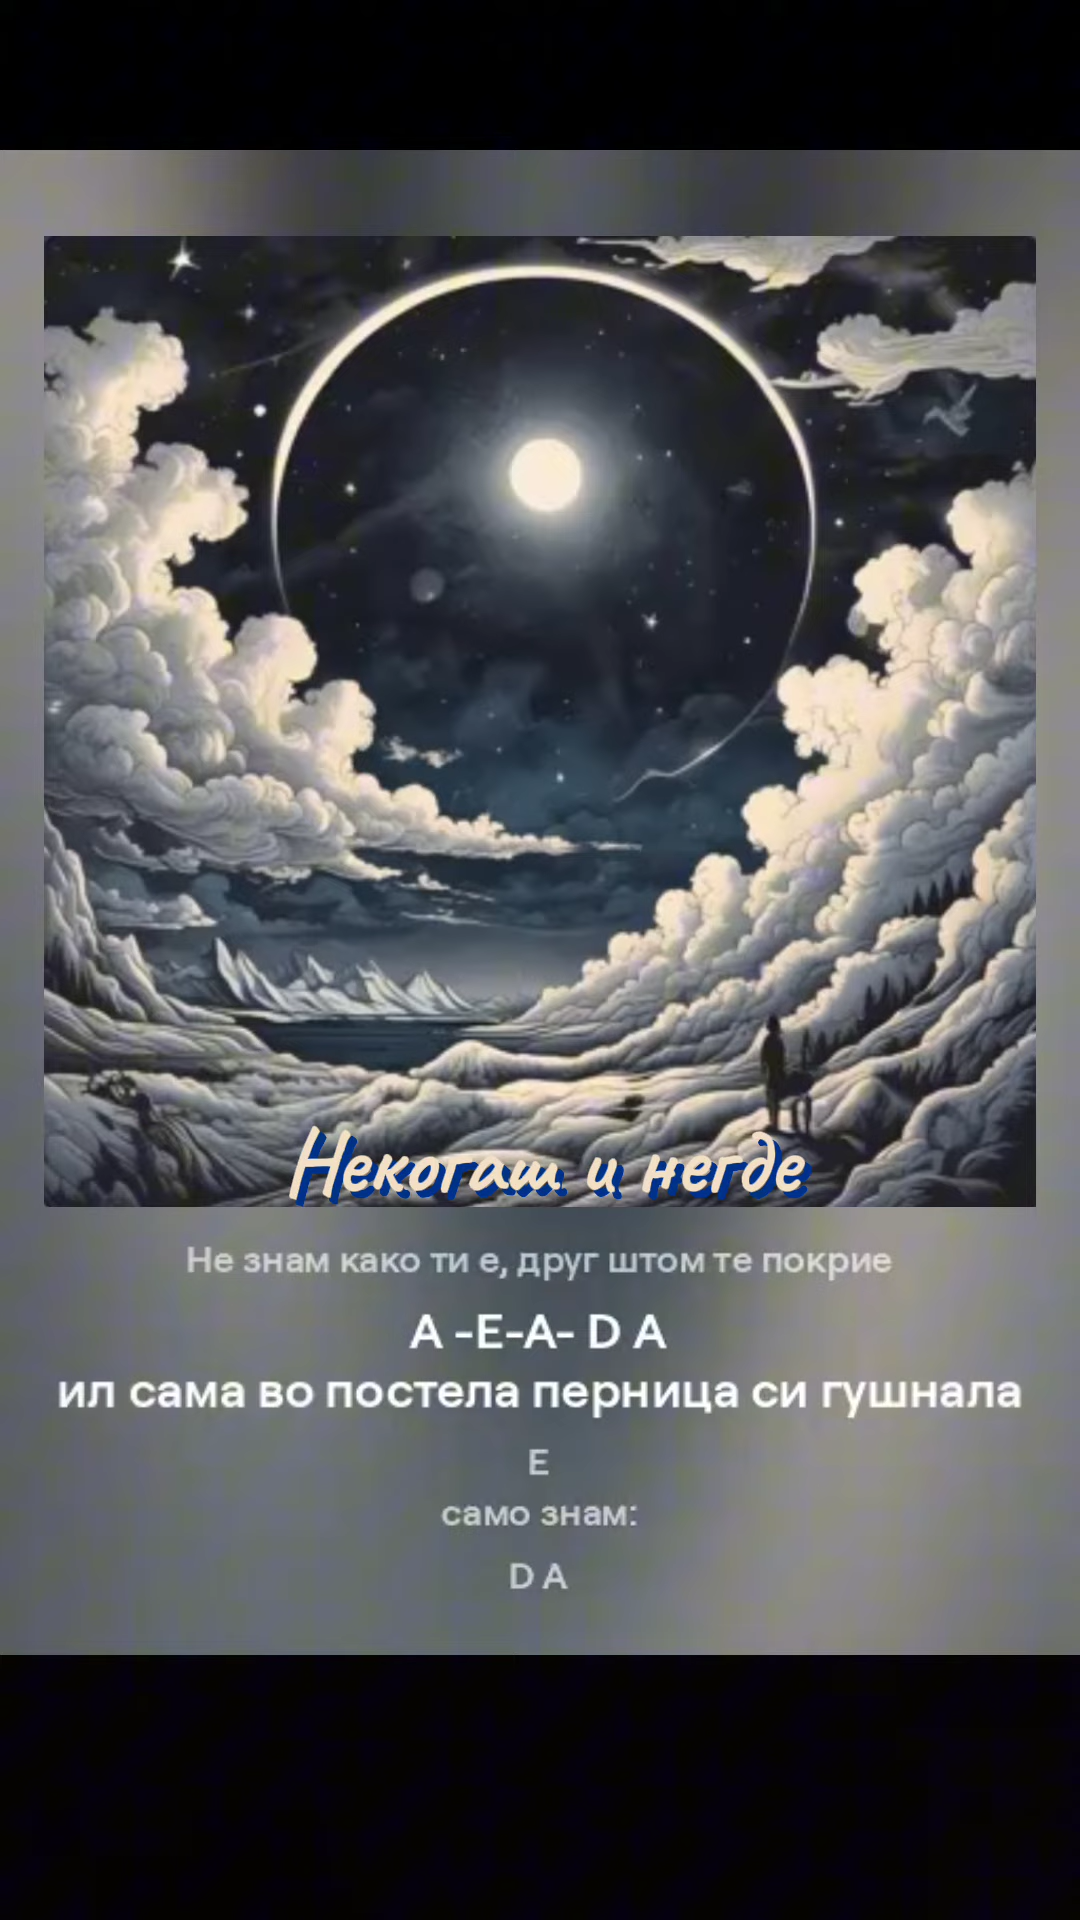 Некогаш и негде
Не знам како ти е, друг штом те покрие
A -E-A- D A
ил сама во постела перница си гушнала
E
само знам:
D A